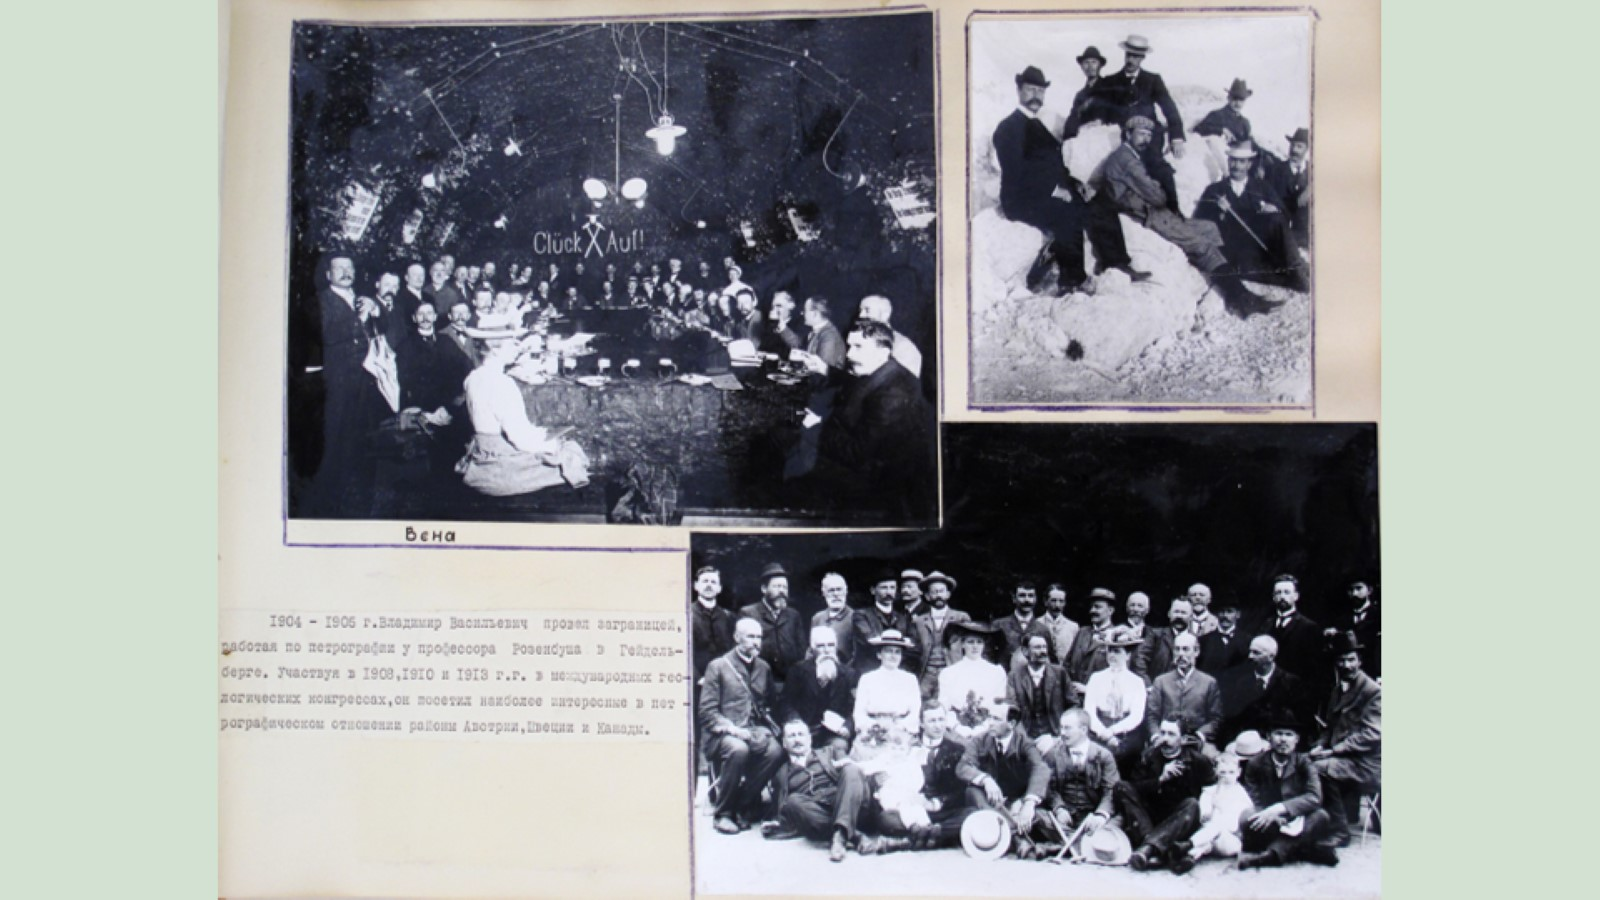 Glück Auf!
Вена
1904 - 1905 г.Владимир Васильевич провел заграницей,
работая по петрографии у профессора Розенбуша в Гейдель-
берге. Участвуя в 1903,1910 и 1913 г.г. в международных гео-
логических конгрессах,он посетил наиболее интересные в пет -
рографическом отношении районы Австрии,Швеции и Канады.